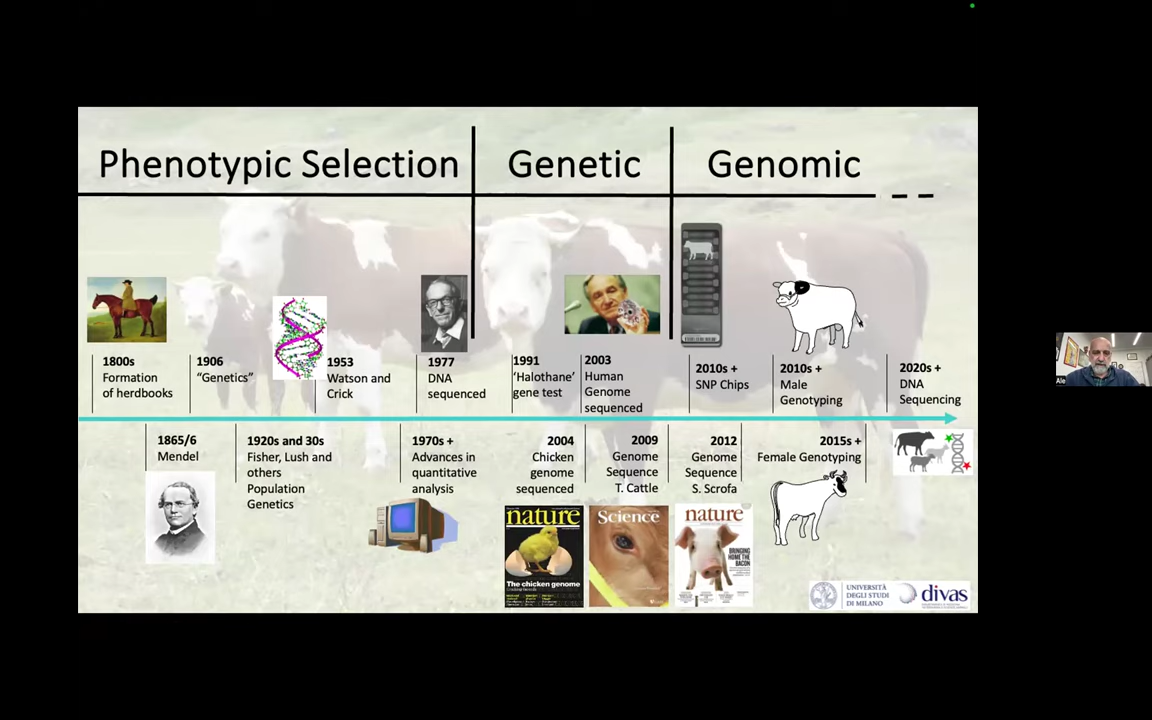 Phenotypic Selection
Genetic
Genomic
1800s
Formation
of herdbooks
1906
“Genetics”
1953
Watson and
Crick
1977
DNA
sequenced
1991
‘Halothane’
gene test
2003
Human
Genome
sequenced
2010s +
SNP Chips
2010s +
Male
Genotyping
2020s +
DNA
Sequencing
1865/6
Mendel
1920s and 30s
Fisher, Lush and
others
Population
Genetics
1970s +
Advances in
quantitative
analysis
2004
Chicken
genome
sequenced
2009
Genome
Sequence
T. Cattle
2012
Genome
Sequence
S. Scrofa
2015s +
Female Genotyping
nature
The chicken genome
Science
nature
BRINGING
HOME THE
BACON
UNIVERSITÀ
DEGLI STUDI
DI MILANO
divas
Ale